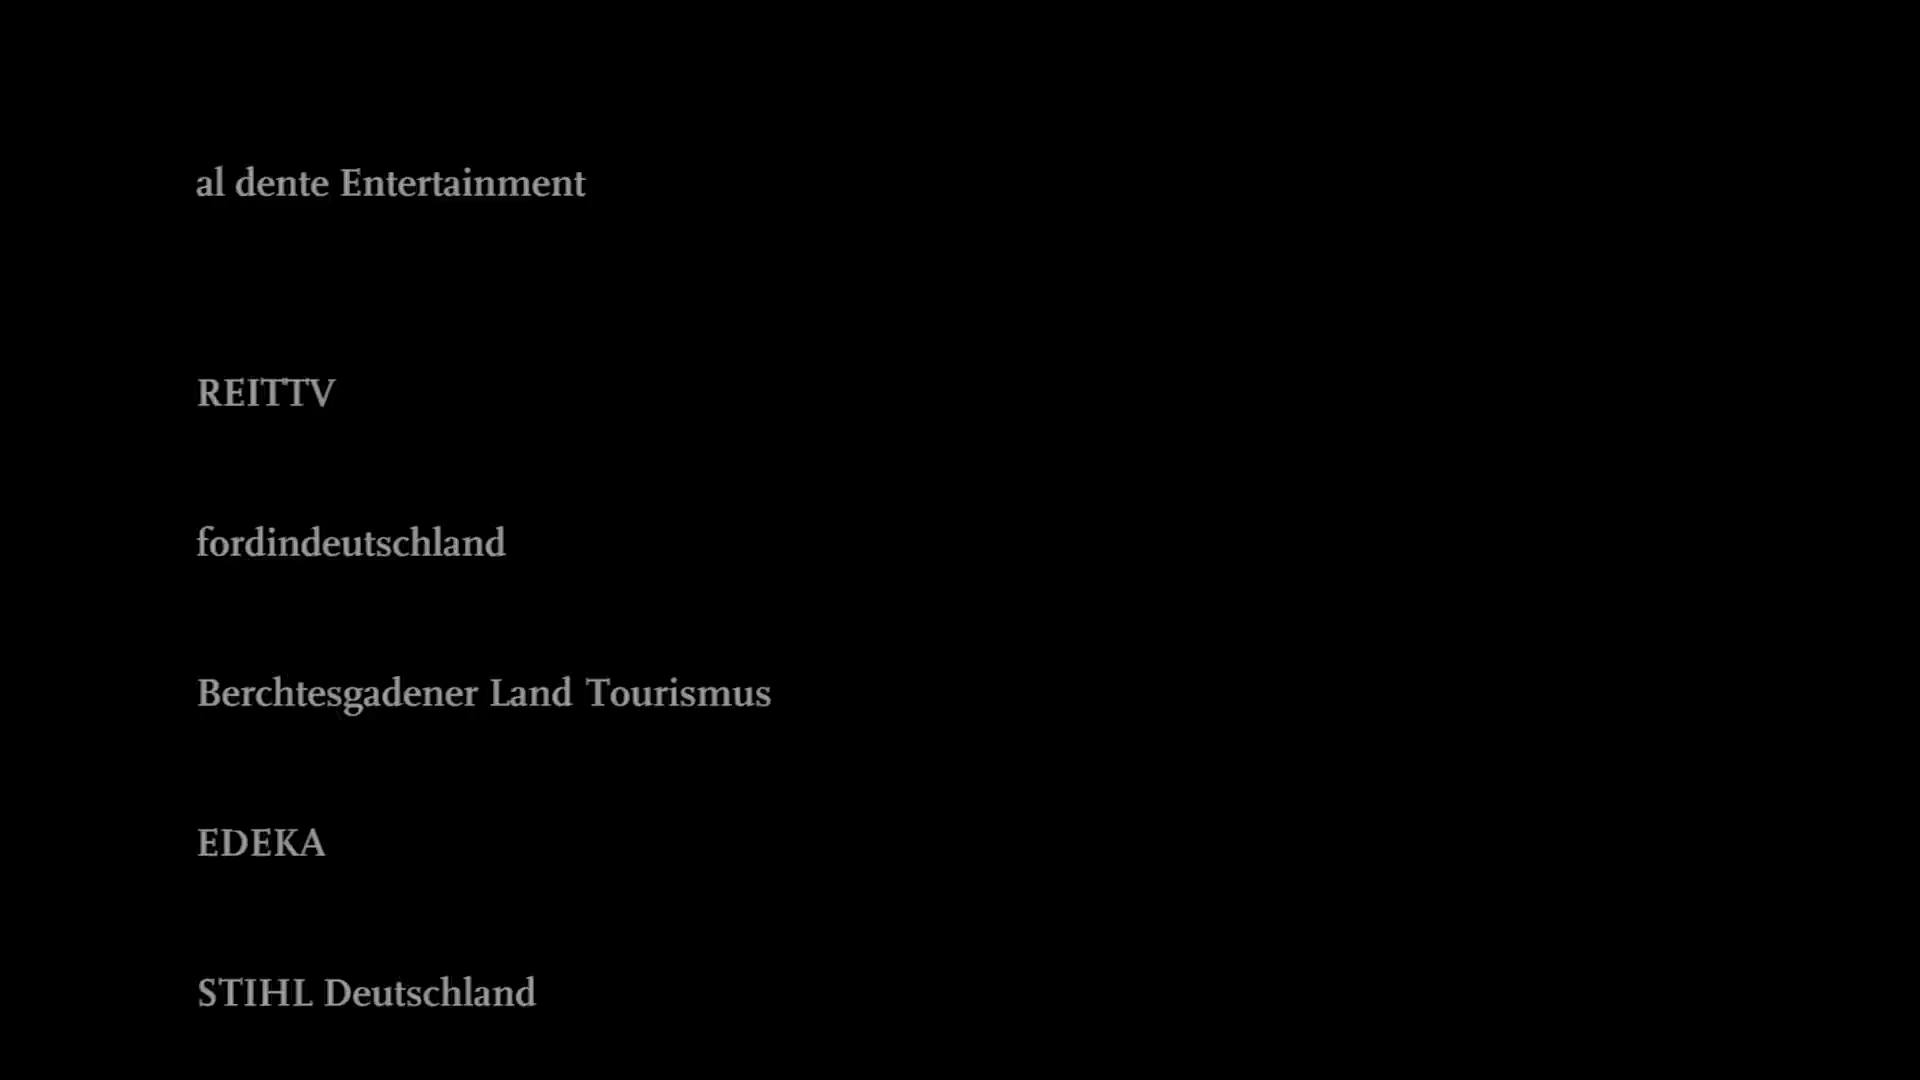 al dente Entertainment
REITTV
fordindeutschland
Berchtesgadener Land Tourismus
EDEKA
STIHL Deutschland